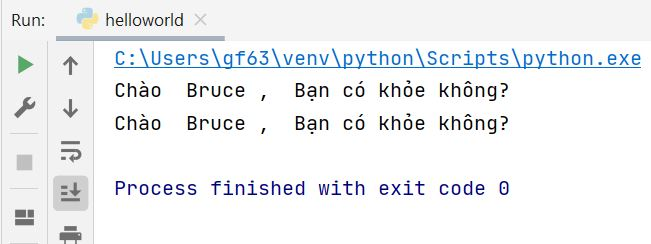 Run: helloworld
C:\Users\gf63\venv\python\Scripts\python.exe
Chào  Bruce ,  Bạn có khỏe không?
Chào  Bruce ,  Bạn có khỏe không?
Process finished with exit code 0